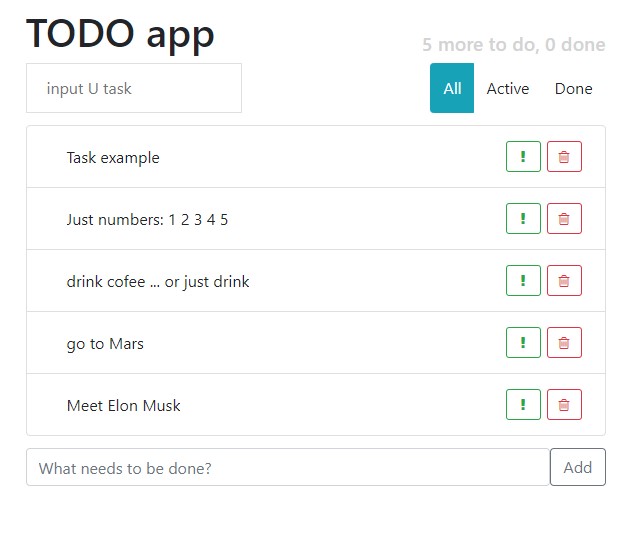 TODO app
5 more to do, 0 done
input U task
All Active Done
Task example !
Just numbers: 1 2 3 4 5 !
drink cofee ... or just drink !
go to Mars !
Meet Elon Musk !
What needs to be done? Add